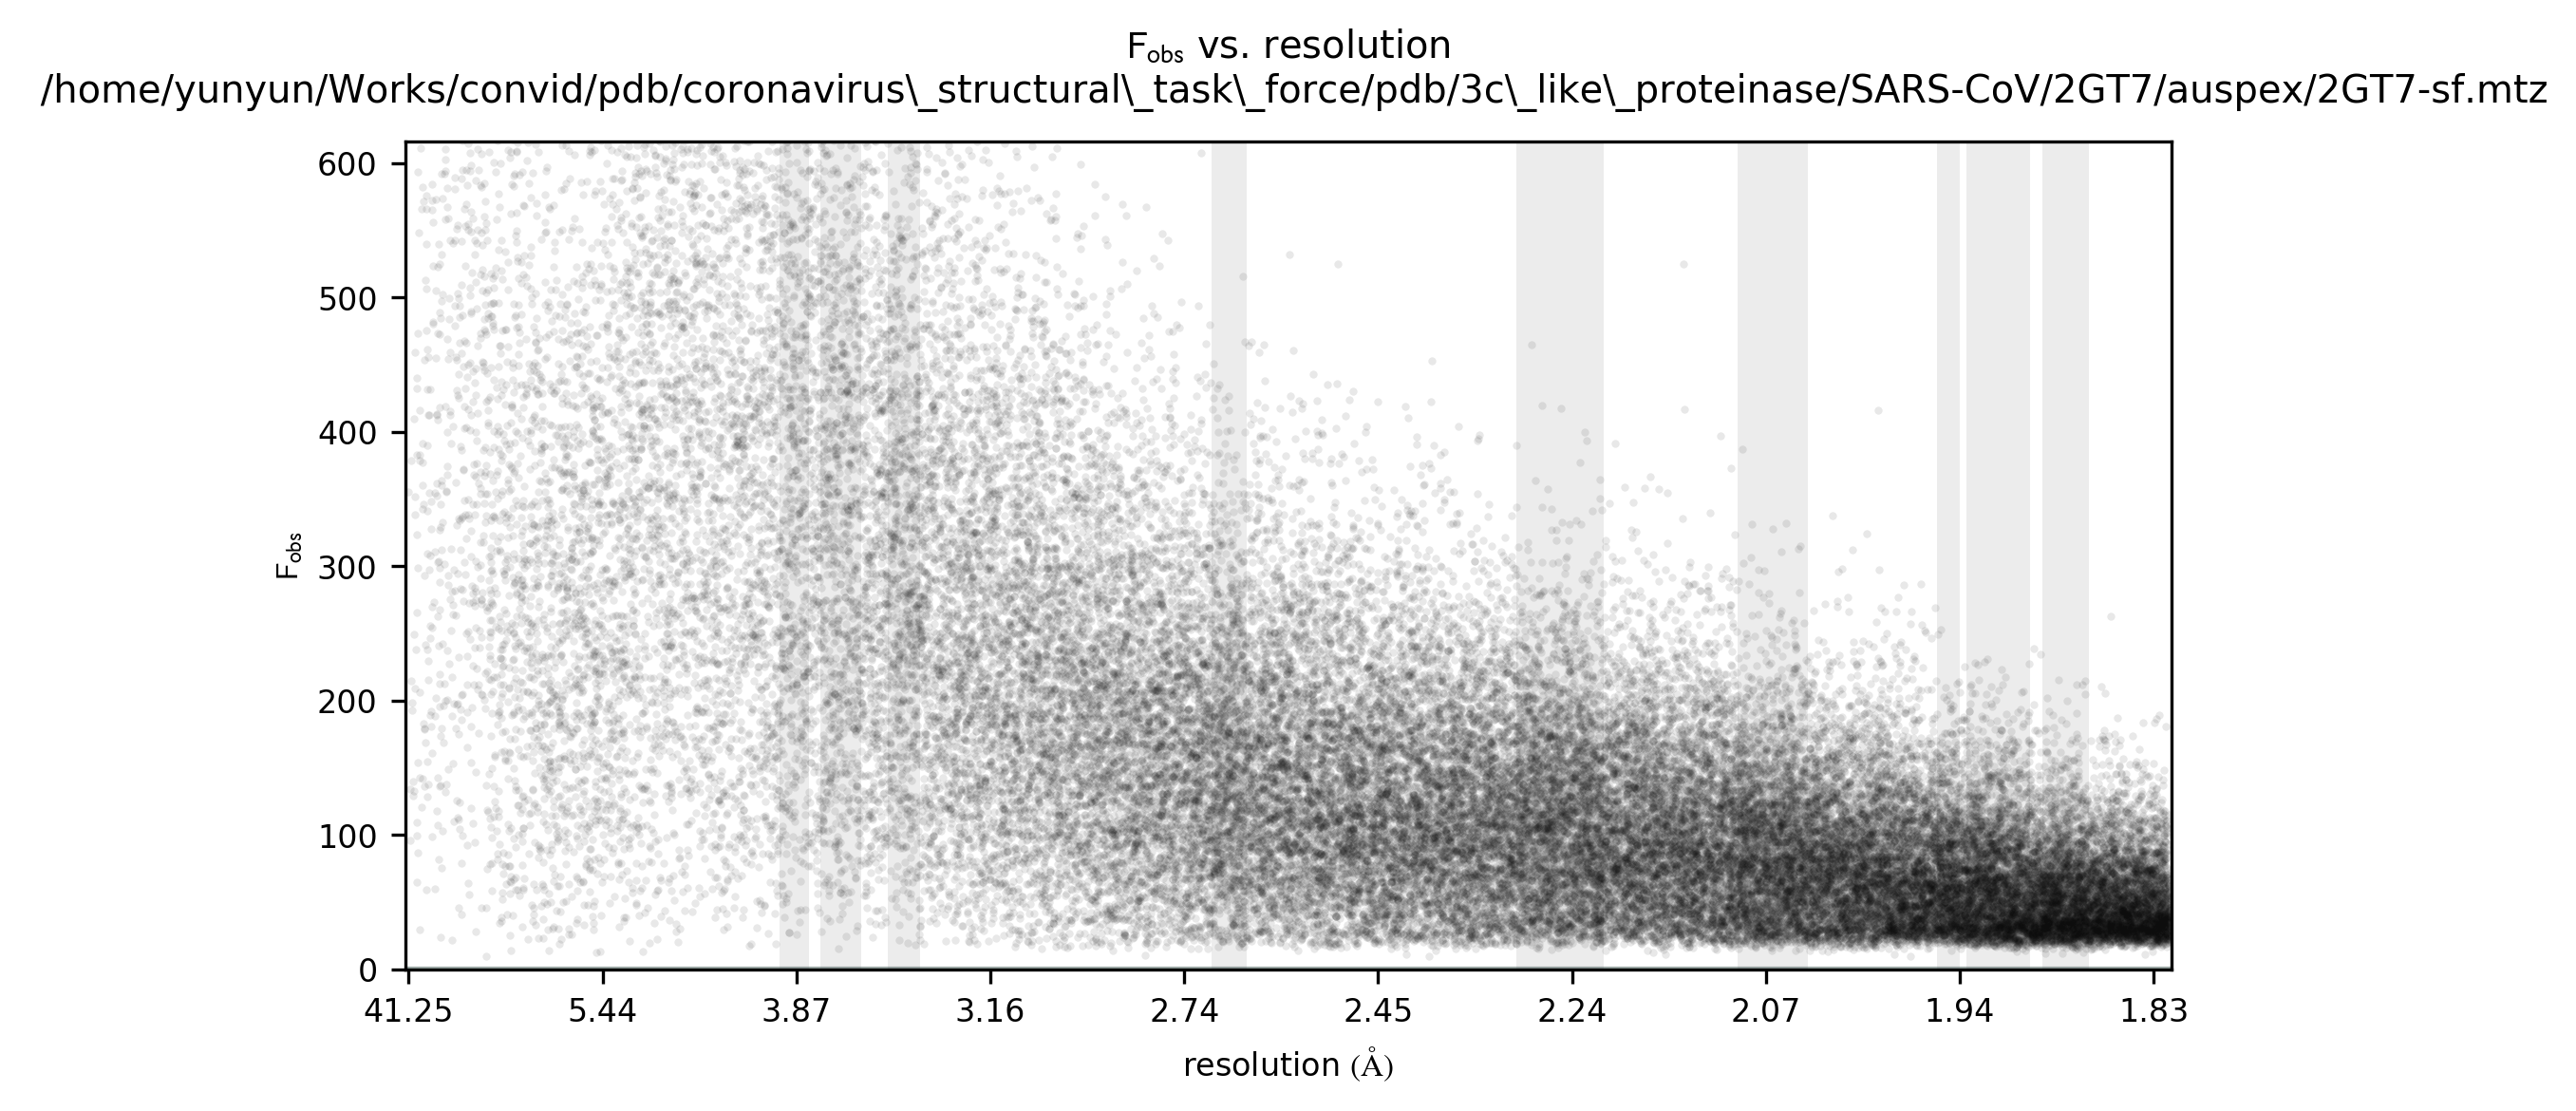 Fobs vs. resolution
/home/yunyun/Works/convid/pdb/coronavirus\_structural\_task\_force/pdb/3c\_like\_proteinase/SARS-CoV/2GT7/auspex/2GT7-sf.mtz
600
500
400
300
200
100
0
Fobs
41.25 5.44 3.87 3.16 2.74 2.45 2.24 2.07 1.94 1.83
resolution (Å)